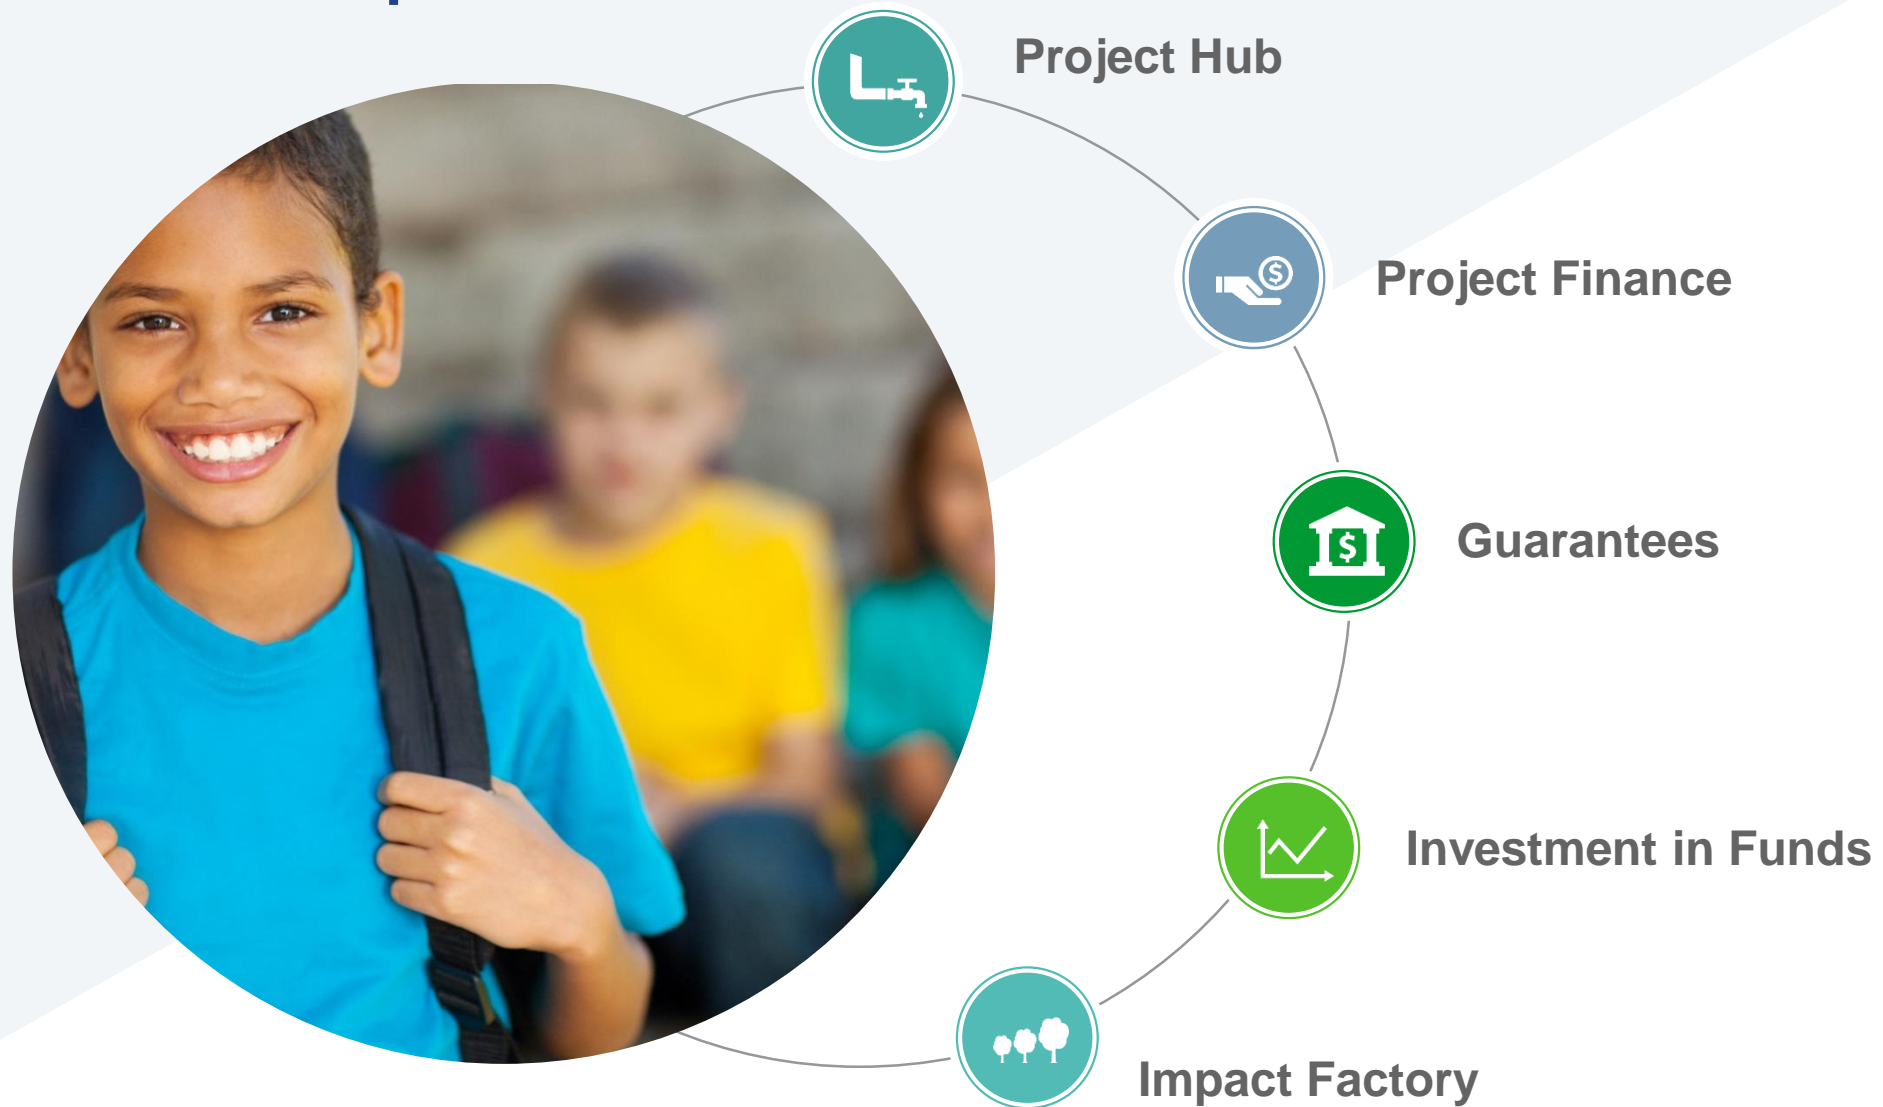 Project Hub
Project Finance
Guarantees
Investment in Funds
Impact Factory